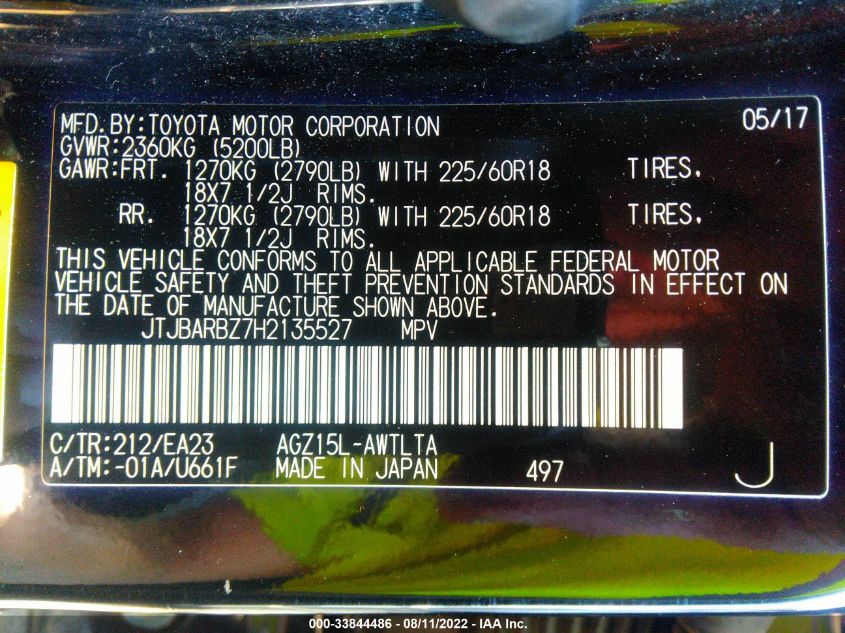 MFD.BY:TOYOTA MOTOR CORPORATION 05/17
GVWR:2360KG (5200LB)
GAWR:FRT. 1270KG (2790LB) WITH 225/60R18 TIRES.
18X7 1/2J RIMS.
RR. 1270KG (2790LB) WITH 225/60R18 TIRES.
18X7 1/2J RIMS.
THIS VEHICLE CONFORMS TO ALL APPLICABLE FEDERAL MOTOR
VEHICLE SAFETY AND THEFT PREVENTION STANDARDS IN EFFECT ON
THE DATE OF MANUFACTURE SHOWN ABOVE.
JTJBARBZ7H2135527 MPV
C/TR:212/EA23 AGZ15L-AWTLTA
A/TM:-01A/U661F MADE IN JAPAN 497 J
000-33844486 - 08/11/2022 - IAA Inc.